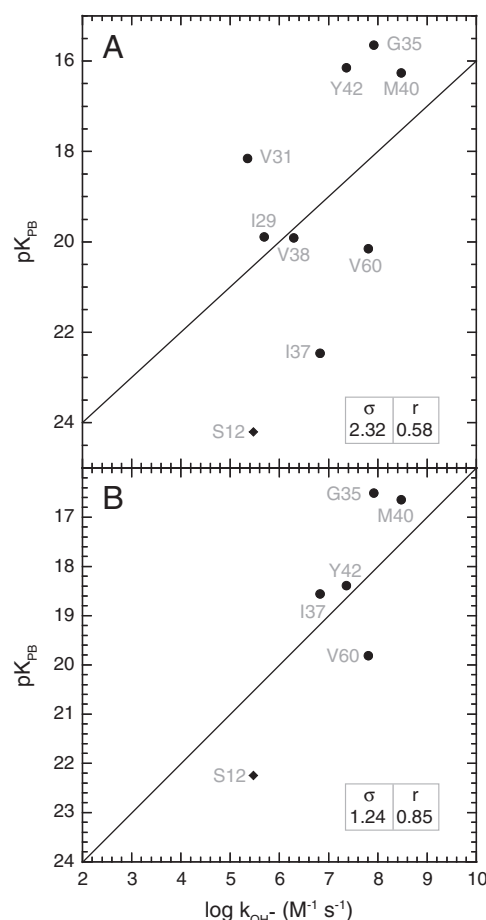 A
G35
16
Y42
M40
18
V31
I29
20
V38
V60
pK_PB
22
I37
σ r
2.32 0.58
24
S12
B
G35
17
M40
Y42
18
I37
19
V60
20
pK_PB
21
S12
22
σ r
1.24 0.85
23
24
2 3 4 5 6 7 8 9 10
log k_OH- (M⁻¹ s⁻¹)